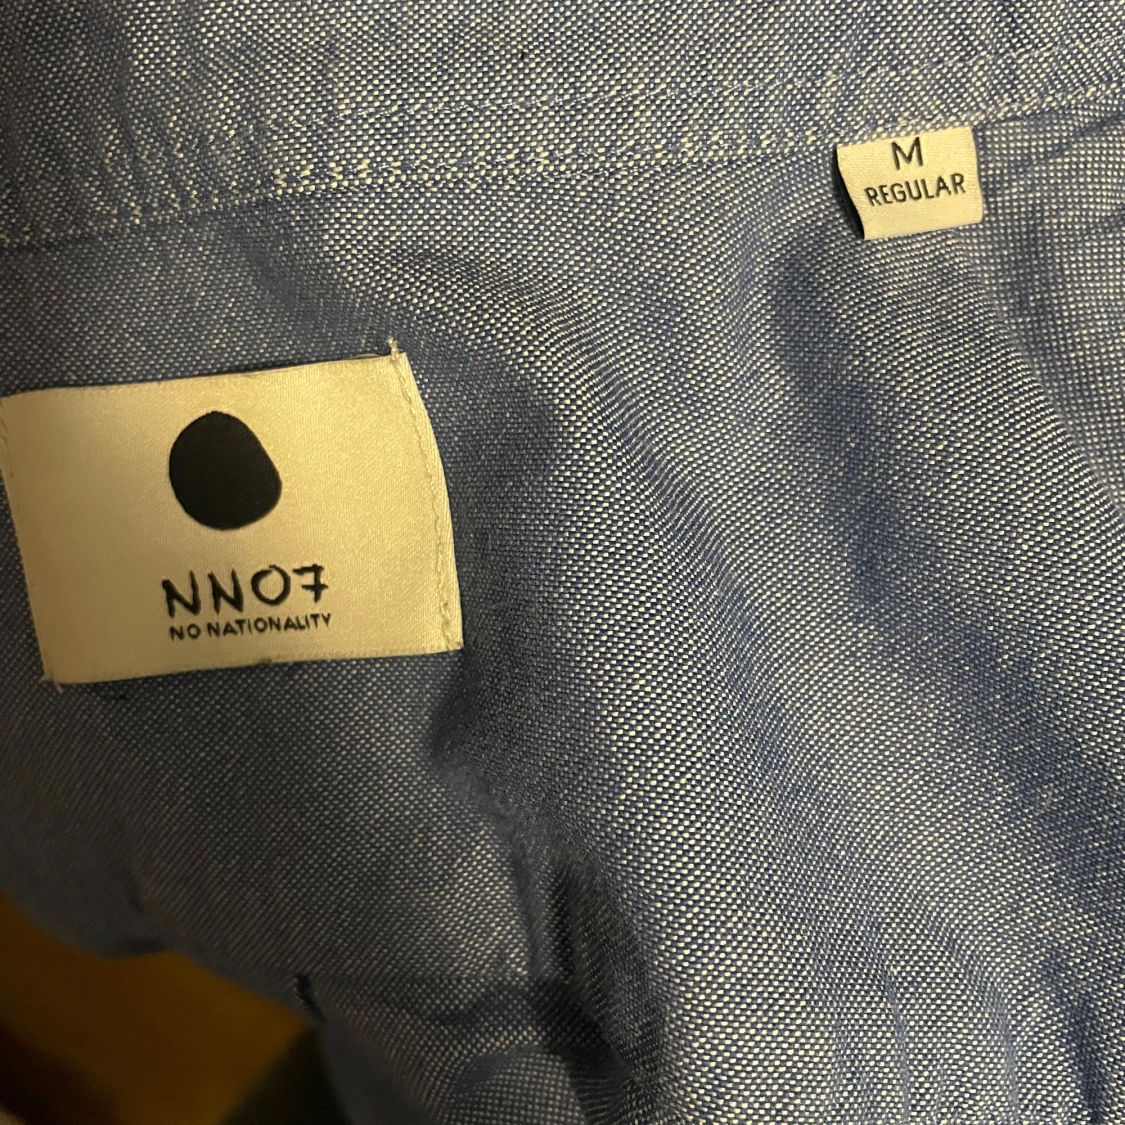 M
REGULAR
NN07
NO NATIONALITY